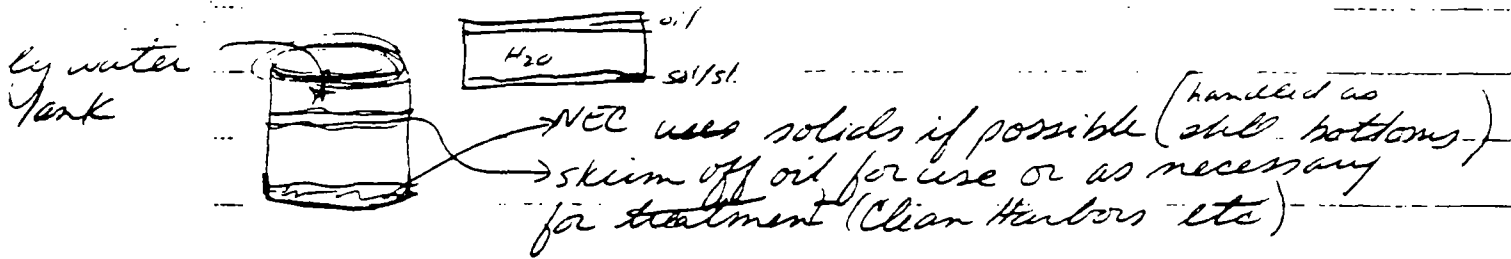 oil
H2O
sol/sl.
ly water
Tank
NEC uses solids if possible (handled as still bottoms)
skim off oil for use or as necessary
for treatment (Clean Harbors etc)